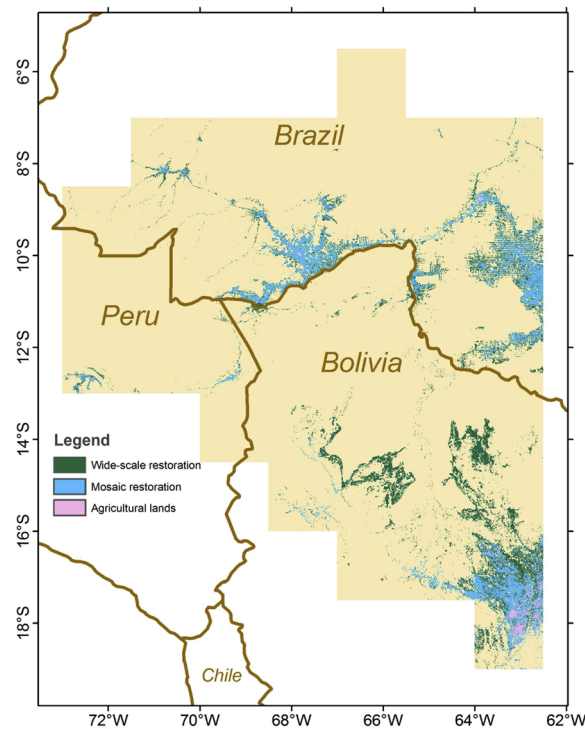 6°S
8°S
10°S
12°S
14°S
16°S
18°S
Brazil
Peru
Bolivia
Chile
Legend
Wide-scale restoration
Mosaic restoration
Agricultural lands
72°W
70°W
68°W
66°W
64°W
62°W